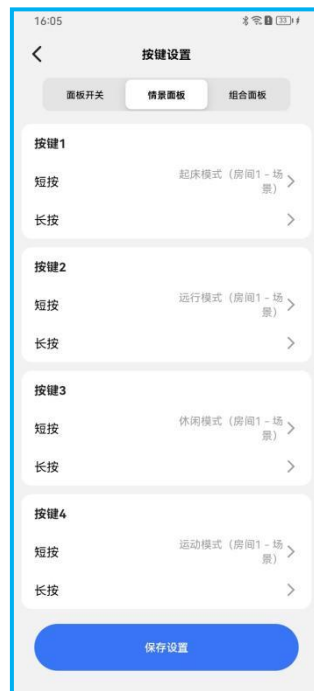 16:05
33
按键设置
面板开关 情景面板 组合面板
按键1
短按 起床模式（房间1 - 场
景）
长按
按键2
短按 远行模式（房间1 - 场
景）
长按
按键3
短按 休闲模式（房间1 - 场
景）
长按
按键4
短按 运动模式（房间1 - 场
景）
长按
保存设置